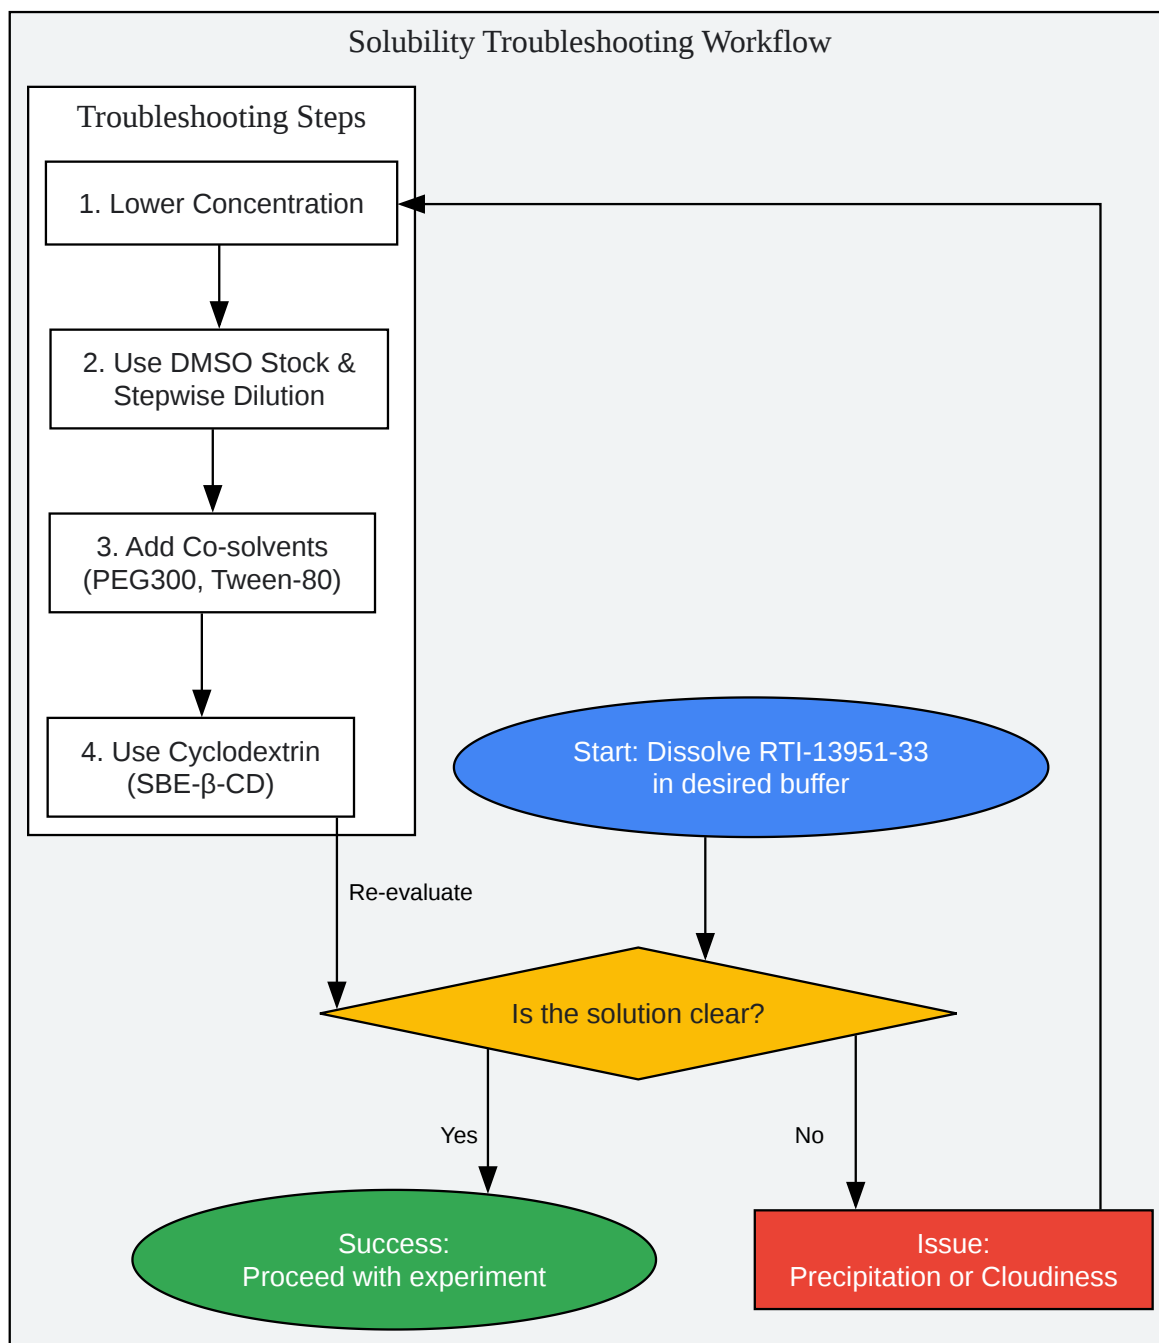 Solubility Troubleshooting Workflow
Troubleshooting Steps
1. Lower Concentration
2. Use DMSO Stock &
Stepwise Dilution
3. Add Co-solvents
(PEG300, Tween-80)
4. Use Cyclodextrin
(SBE-β-CD)
Start: Dissolve RTI-13951-33
in desired buffer
Re-evaluate
Is the solution clear?
Yes
No
Success:
Proceed with experiment
Issue:
Precipitation or Cloudiness